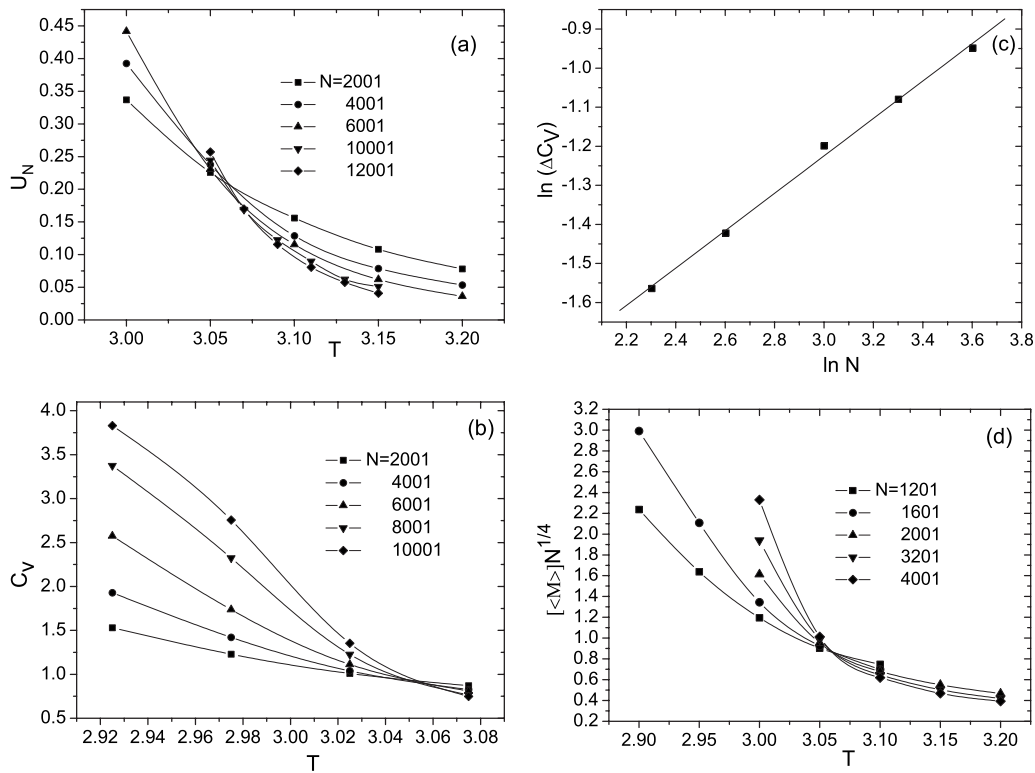 (a)
U_N
0.45
0.40
0.35
0.30
0.25
0.20
0.15
0.10
0.05
0.00
N=2001
4001
6001
10001
12001
3.00 3.05 3.10 3.15 3.20
T
(c)
ln (ΔC_V)
-0.9
-1.0
-1.1
-1.2
-1.3
-1.4
-1.5
-1.6
2.2 2.4 2.6 2.8 3.0 3.2 3.4 3.6 3.8
ln N
(b)
C_V
4.0
3.5
3.0
2.5
2.0
1.5
1.0
0.5
N=2001
4001
6001
8001
10001
2.92 2.94 2.96 2.98 3.00 3.02 3.04 3.06 3.08
T
(d)
[<M>]N^{1/4}
3.2
3.0
2.8
2.6
2.4
2.2
2.0
1.8
1.6
1.4
1.2
1.0
0.8
0.6
0.4
0.2
N=1201
1601
2001
3201
4001
2.90 2.95 3.00 3.05 3.10 3.15 3.20
T